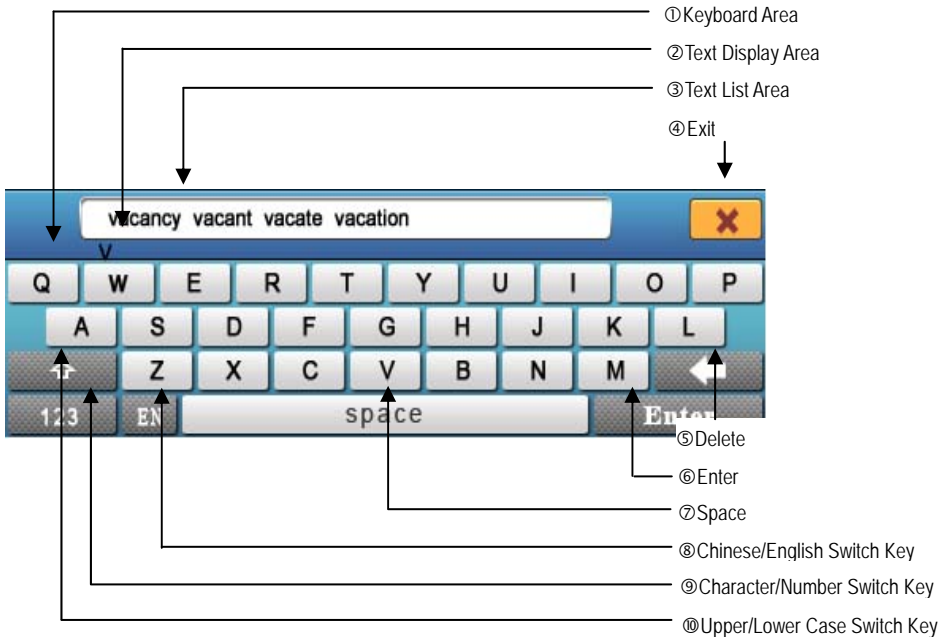 ①Keyboard Area
②Text Display Area
③Text List Area
④Exit
vacancy vacant vacate vacation
V
Q W E R T Y U I O P
A S D F G H J K L
Z X C V B N M
123 EN space Enter
⑤Delete
⑥Enter
⑦Space
⑧Chinese/English Switch Key
⑨Character/Number Switch Key
⑩Upper/Lower Case Switch Key